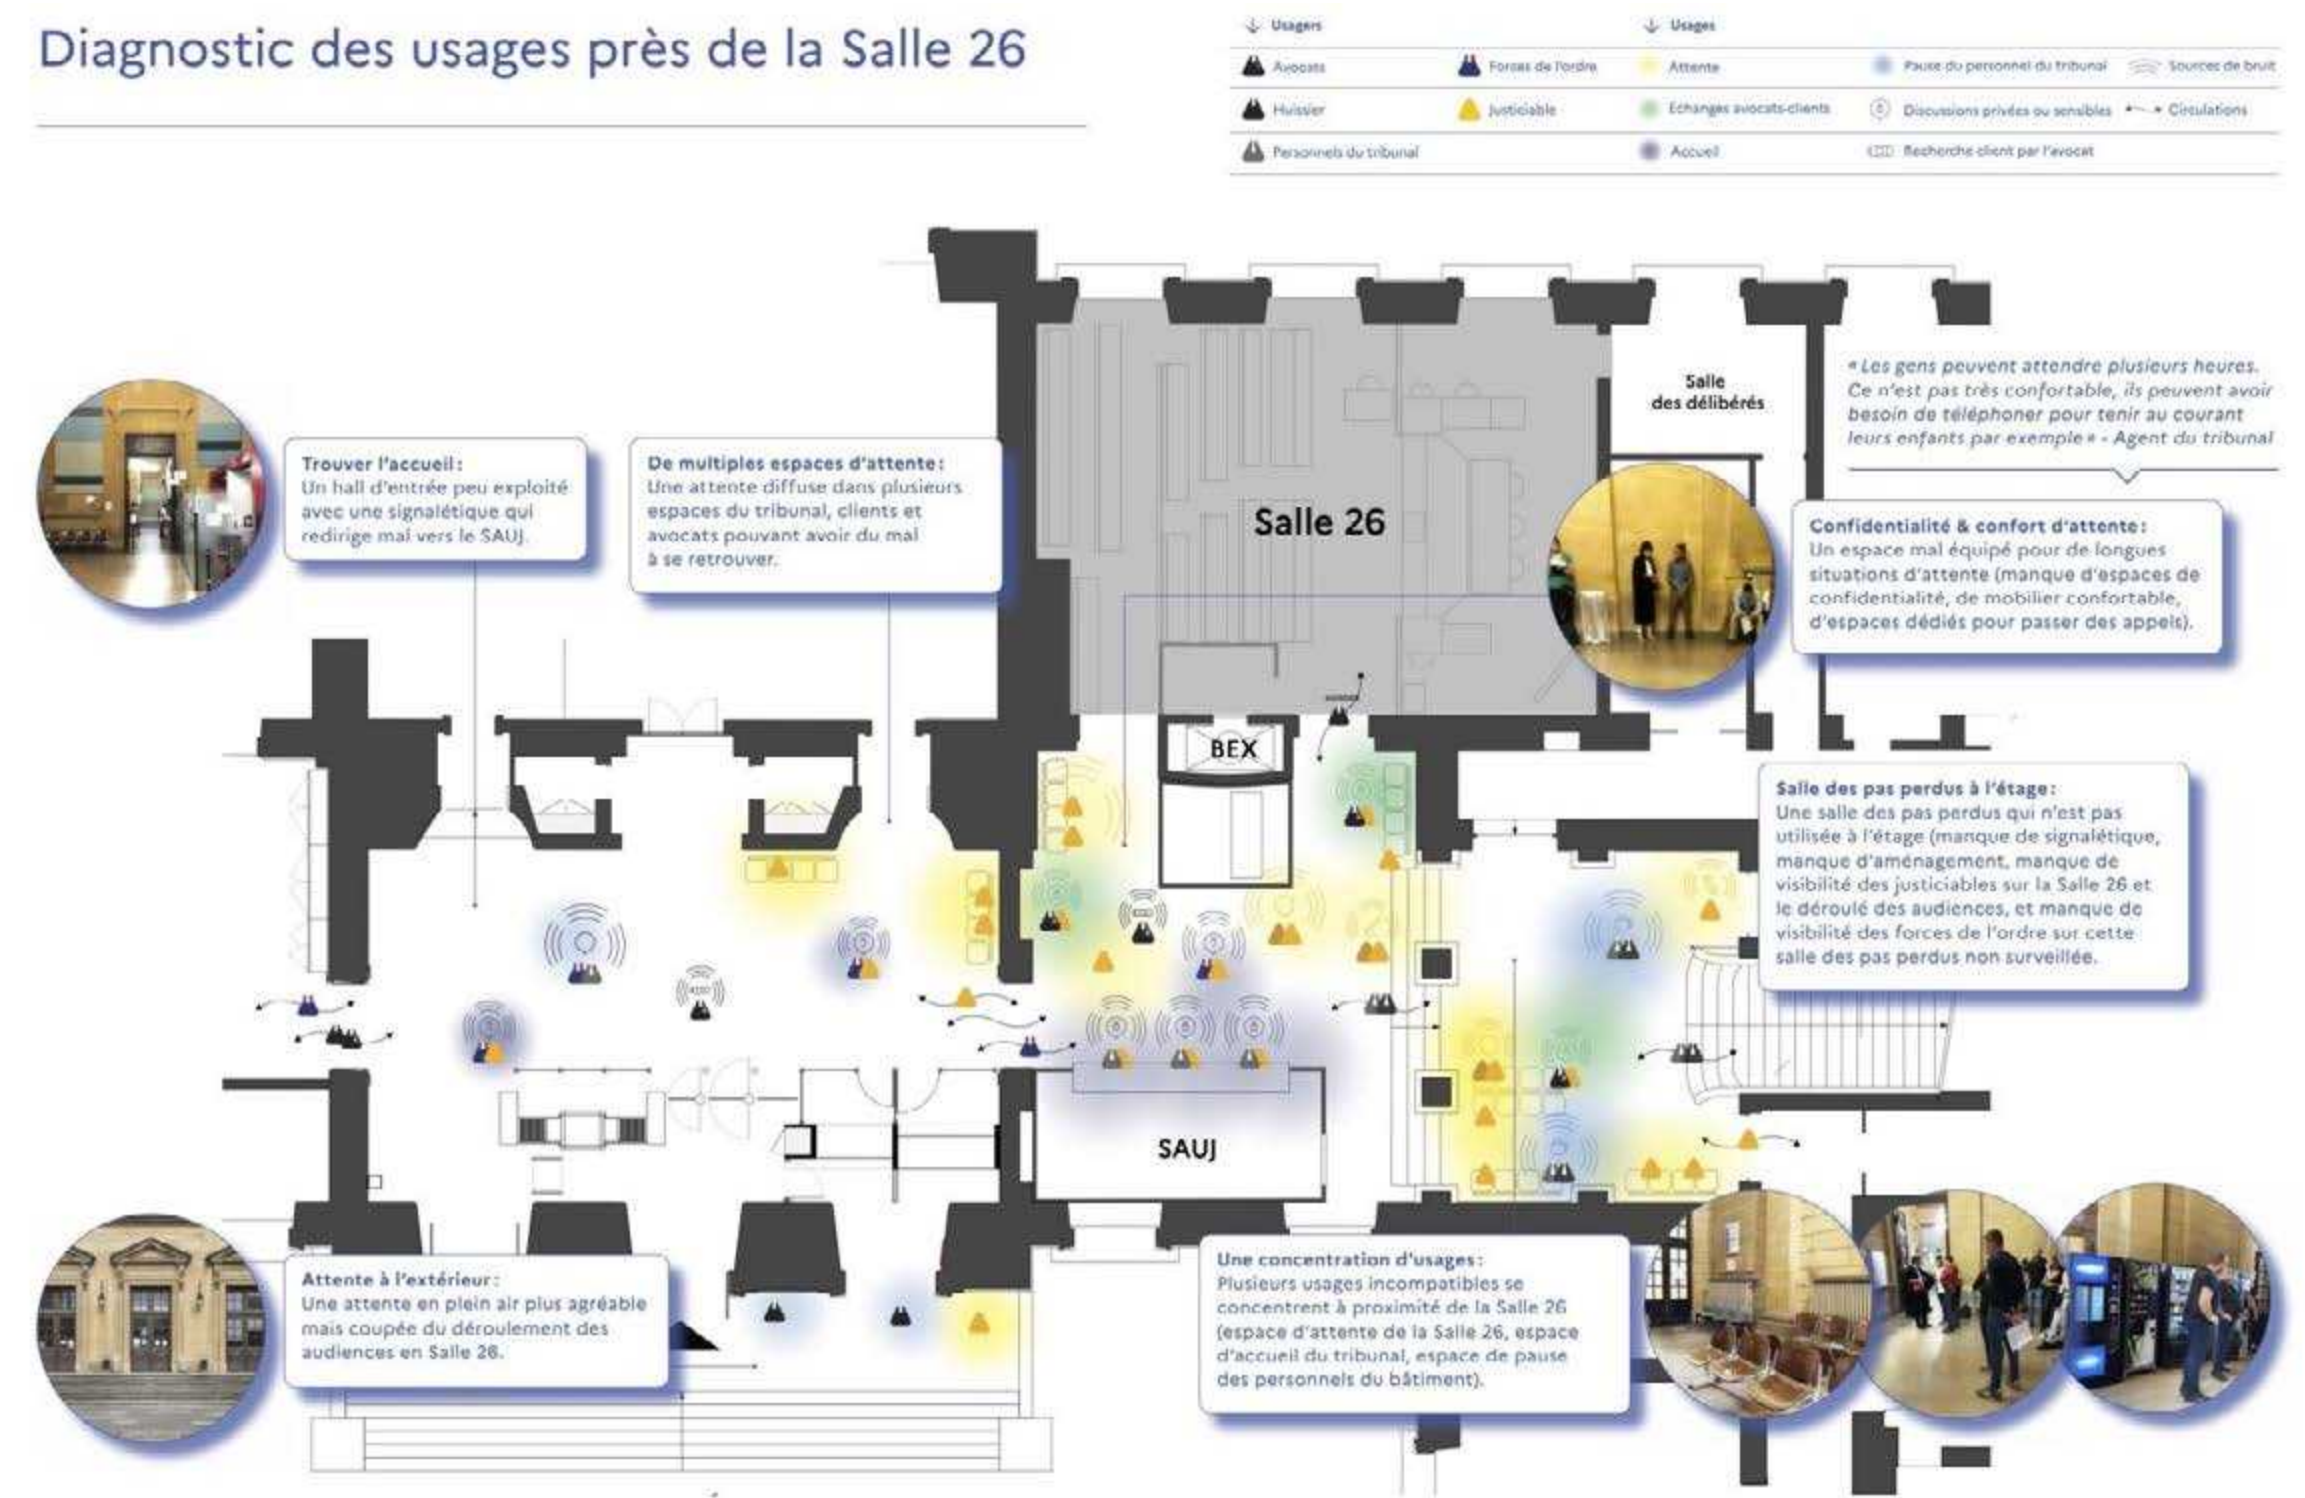 Diagnostic des usages près de la Salle 26
Usagers
Usages
Avocats
Forces de l'ordre
Attente
Pause du personnel du tribunal
Sources de bruit
Huissier
Justiciable
Echanges avocats-clients
Discussions privées ou sensibles
Circulations
Personnels du tribunal
Accueil
Recherche client par l'avocat
Salle
des délibérés
« Les gens peuvent attendre plusieurs heures.
Ce n'est pas très confortable, ils peuvent avoir
besoin de téléphoner pour tenir au courant
leurs enfants par exemple » - Agent du tribunal
Trouver l'accueil :
Un hall d'entrée peu exploité
avec une signalétique qui
redirige mal vers le SAUJ.
De multiples espaces d'attente :
Une attente diffuse dans plusieurs
espaces du tribunal, clients et
avocats pouvant avoir du mal
à se retrouver.
Salle 26
Confidentialité & confort d'attente :
Un espace mal équipé pour de longues
situations d'attente (manque d'espaces de
confidentialité, de mobilier confortable,
d'espaces dédiés pour passer des appels).
BEX
Salle des pas perdus à l'étage :
Une salle des pas perdus qui n'est pas
utilisée à l'étage (manque de signalétique,
manque d'aménagement, manque de
visibilité des justiciables sur la Salle 26 et
le déroulé des audiences, et manque de
visibilité des forces de l'ordre sur cette
salle des pas perdus non surveillée.
SAUJ
Attente à l'extérieur :
Une attente en plein air plus agréable
mais coupée du déroulement des
audiences en Salle 26.
Une concentration d'usages :
Plusieurs usages incompatibles se
concentrent à proximité de la Salle 26
(espace d'attente de la Salle 26, espace
d'accueil du tribunal, espace de pause
des personnels du bâtiment).